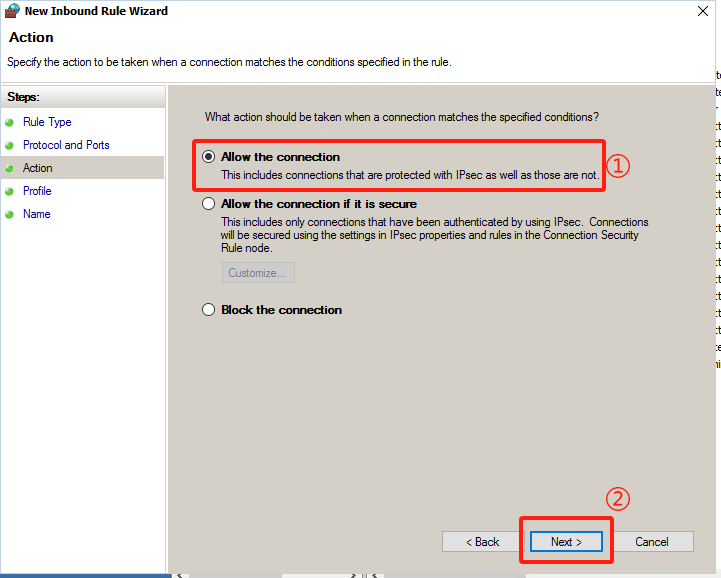 New Inbound Rule Wizard
Action
Specify the action to be taken when a connection matches the conditions specified in the rule.
Steps:
Rule Type
Protocol and Ports
Action
Profile
Name
What action should be taken when a connection matches the specified conditions?
Allow the connection
This includes connections that are protected with IPsec as well as those are not.
①
Allow the connection if it is secure
This includes only connections that have been authenticated by using IPsec. Connections
will be secured using the settings in IPsec properties and rules in the Connection Security
Rule node.
Customize...
Block the connection
②
< Back
Next >
Cancel